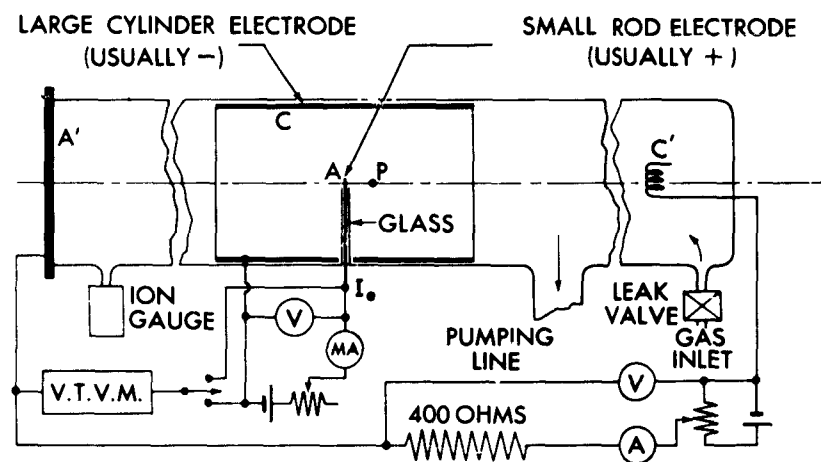 LARGE CYLINDER ELECTRODE
(USUALLY −)
SMALL ROD ELECTRODE
(USUALLY +)
A'
C
C'
A
P
GLASS
ION
GAUGE
I_e
V
MA
PUMPING
LINE
LEAK
VALVE
GAS
INLET
V.T.V.M.
V
400 OHMS
A